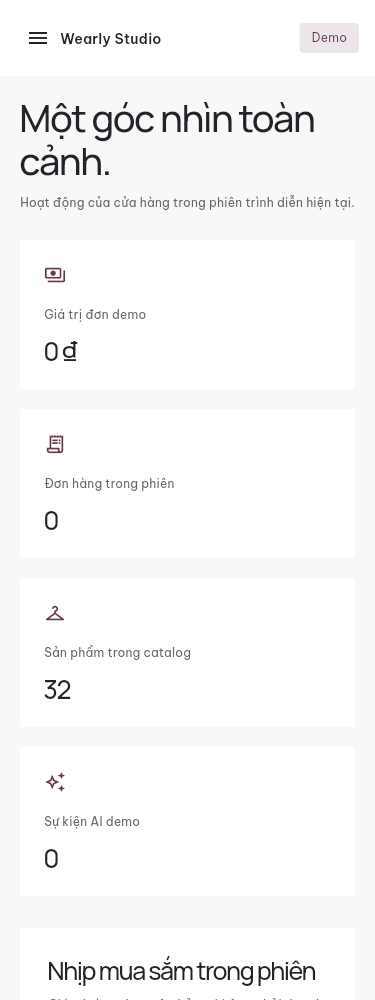 Wearly Studio
Demo
Một góc nhìn toàn
cảnh.
Hoạt động của cửa hàng trong phiên trình diễn hiện tại.
Giá trị đơn demo
0 ₫
Đơn hàng trong phiên
0
Sản phẩm trong catalog
32
Sự kiện AI demo
0
Nhịp mua sắm trong phiên